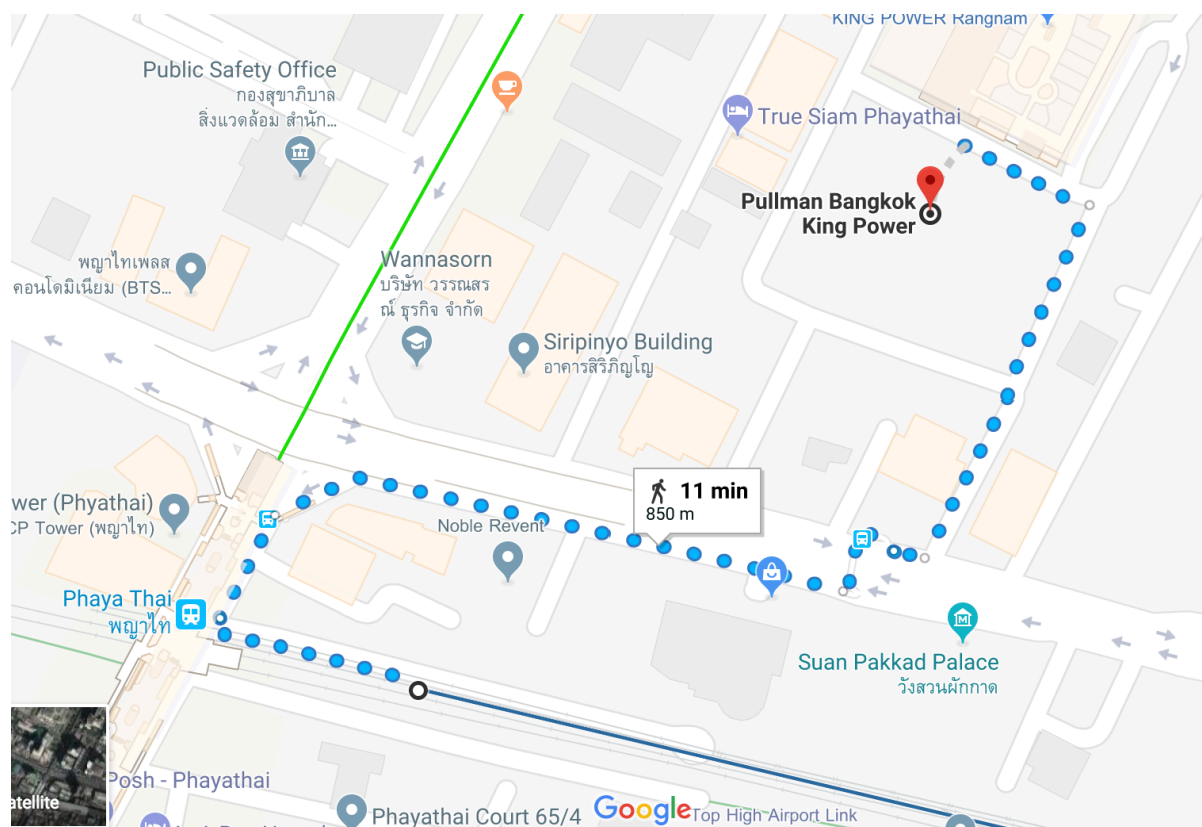 KING POWER Rangnam
Public Safety Office
กองสุขาภิบาล
สิ่งแวดล้อม สำนัก...
True Siam Phayathai
Pullman Bangkok
King Power
พญาไทเพลส
คอนโดมิเนียม (BTS...
Wannasorn
บริษัท วรรณสร
ณ์ ธุรกิจ จำกัด
Siripinyo Building
อาคารสิริภิญโญ
11 min
850 m
wer (Phyathai)
CP Tower (พญาไท)
Noble Revent
Phaya Thai
พญาไท
Suan Pakkad Palace
วังสวนผักกาด
Posh - Phayathai
atellite
Phayathai Court 65/4
Google
Top High Airport Link